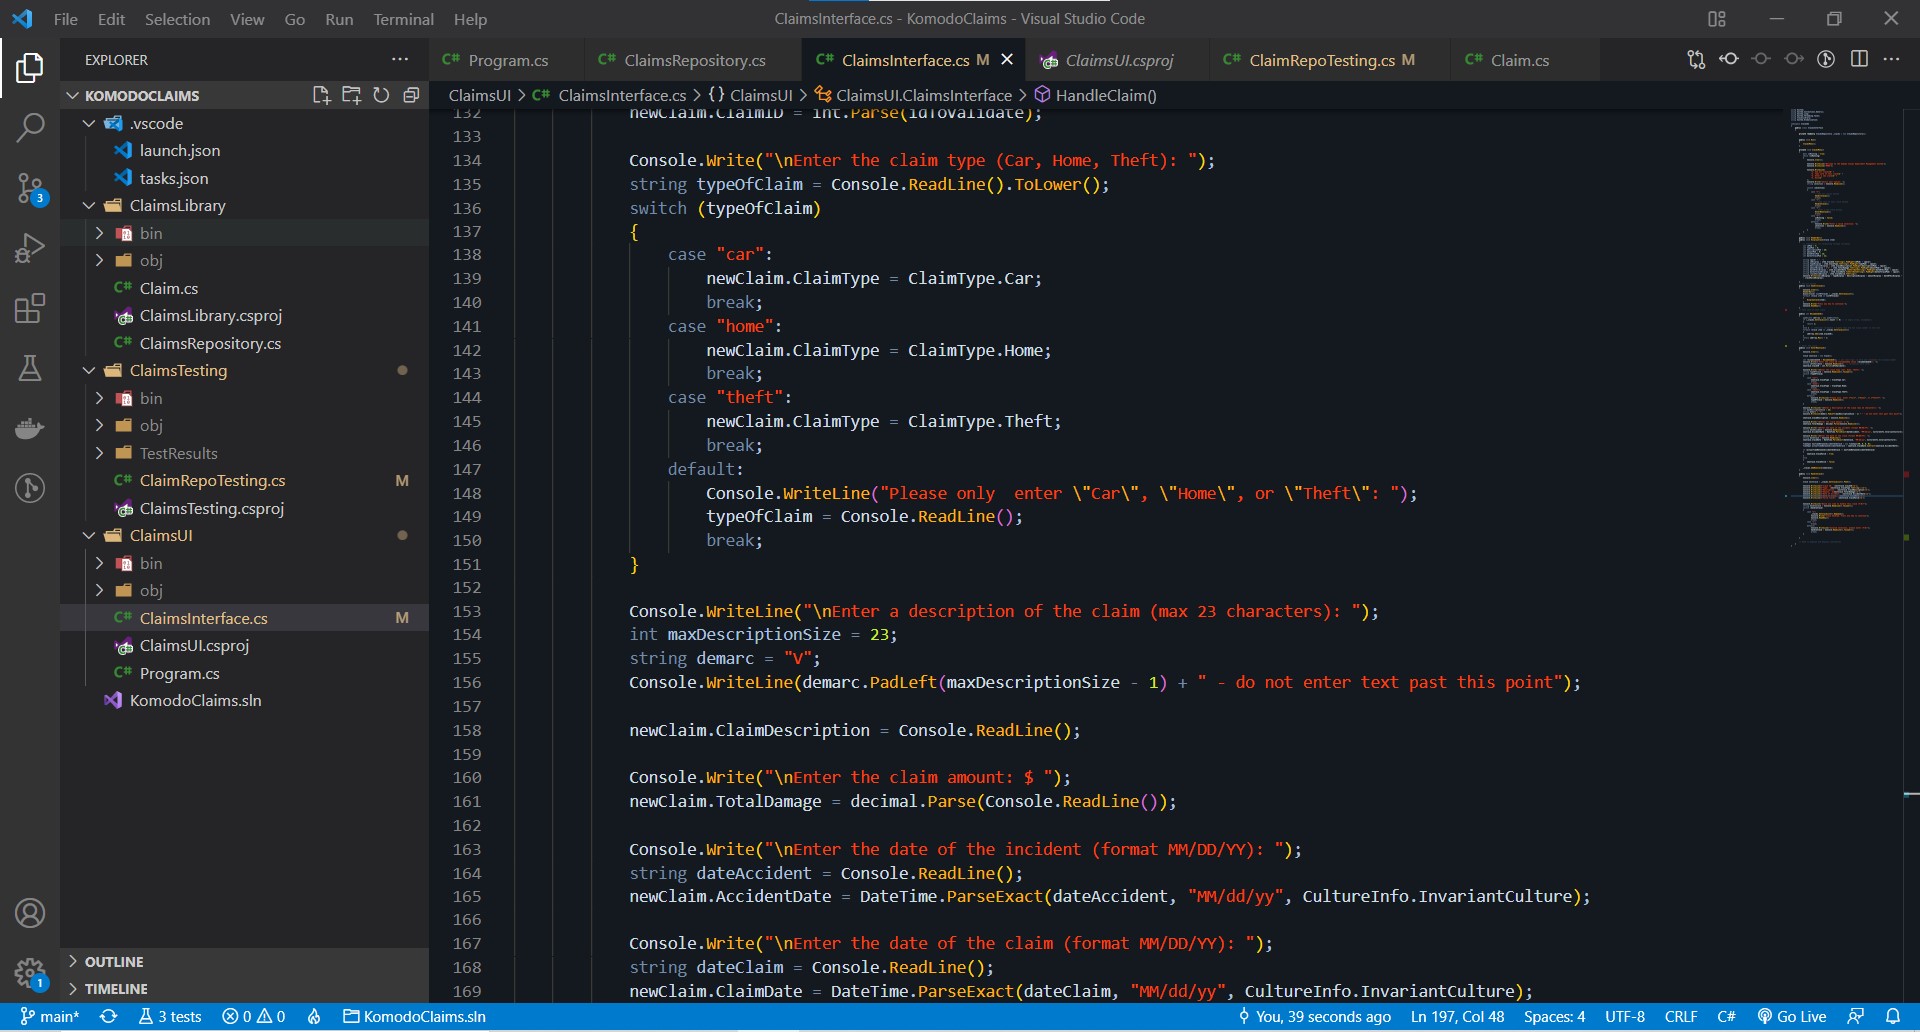 File Edit Selection View Go Run Terminal Help
ClaimsInterface.cs - KomodoClaims - Visual Studio Code
EXPLORER
C# Program.cs
C# ClaimsRepository.cs
C# ClaimsInterface.cs M
ClaimsUI.csproj
C# ClaimRepoTesting.cs M
C# Claim.cs
ClaimsUI > C# ClaimsInterface.cs > {} ClaimsUI > ClaimsUI.ClaimsInterface > HandleClaim()
KOMODOCLAIMS
.vscode
launch.json
tasks.json
ClaimsLibrary
bin
obj
C# Claim.cs
ClaimsLibrary.csproj
C# ClaimsRepository.cs
ClaimsTesting
bin
obj
TestResults
C# ClaimRepoTesting.cs M
ClaimsTesting.csproj
ClaimsUI
bin
obj
C# ClaimsInterface.cs M
ClaimsUI.csproj
C# Program.cs
KomodoClaims.sln
OUTLINE
TIMELINE
3
1
132 newClaim.ClaimID = int.Parse(idToValidate);
133
134 Console.Write("\nEnter the claim type (Car, Home, Theft): ");
135 string typeOfClaim = Console.ReadLine().ToLower();
136 switch (typeOfClaim)
137 {
138 case "car":
139 newClaim.ClaimType = ClaimType.Car;
140 break;
141 case "home":
142 newClaim.ClaimType = ClaimType.Home;
143 break;
144 case "theft":
145 newClaim.ClaimType = ClaimType.Theft;
146 break;
147 default:
148 Console.WriteLine("Please only  enter \"Car\", \"Home\", or \"Theft\": ");
149 typeOfClaim = Console.ReadLine();
150 break;
151 }
152
153 Console.WriteLine("\nEnter a description of the claim (max 23 characters): ");
154 int maxDescriptionSize = 23;
155 string demarc = "V";
156 Console.WriteLine(demarc.PadLeft(maxDescriptionSize - 1) + " - do not enter text past this point");
157
158 newClaim.ClaimDescription = Console.ReadLine();
159
160 Console.Write("\nEnter the claim amount: $ ");
161 newClaim.TotalDamage = decimal.Parse(Console.ReadLine());
162
163 Console.Write("\nEnter the date of the incident (format MM/DD/YY): ");
164 string dateAccident = Console.ReadLine();
165 newClaim.AccidentDate = DateTime.ParseExact(dateAccident, "MM/dd/yy", CultureInfo.InvariantCulture);
166
167 Console.Write("\nEnter the date of the claim (format MM/DD/YY): ");
168 string dateClaim = Console.ReadLine();
169 newClaim.ClaimDate = DateTime.ParseExact(dateClaim, "MM/dd/yy", CultureInfo.InvariantCulture);
main* 3 tests 0 0 KomodoClaims.sln You, 39 seconds ago Ln 197, Col 48 Spaces: 4 UTF-8 CRLF C# Go Live